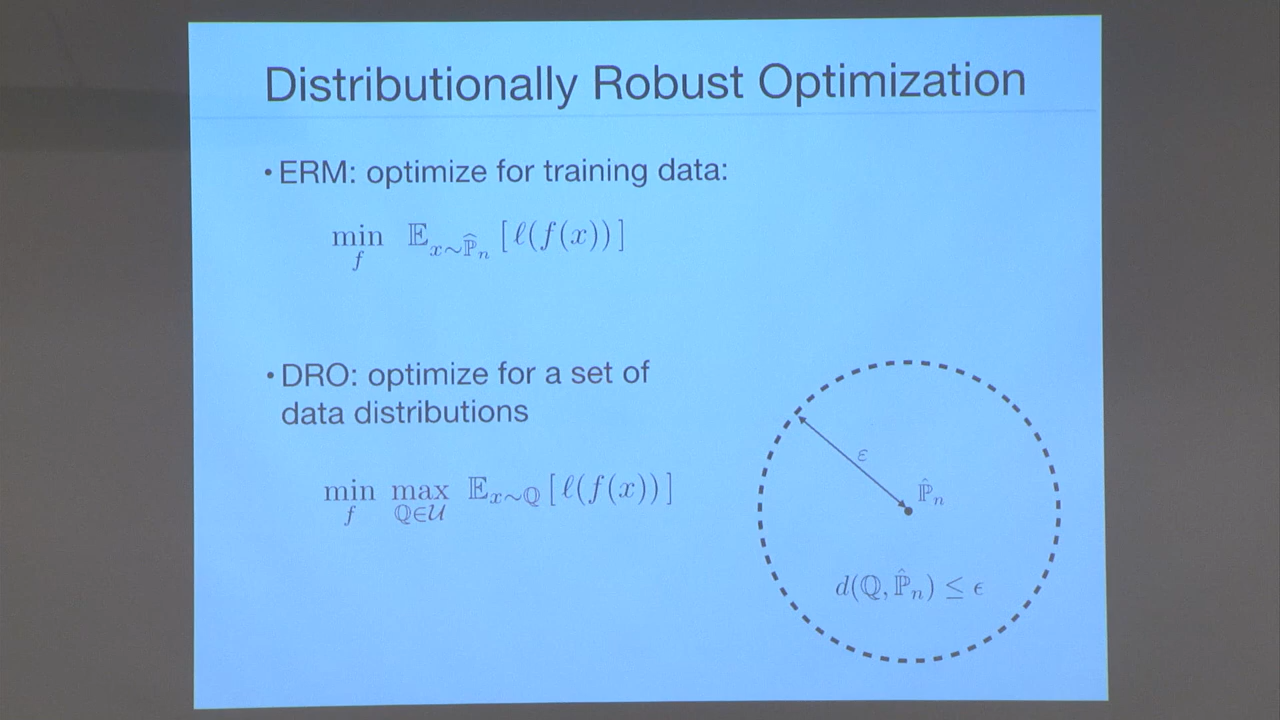 Distributionally Robust Optimization
• ERM: optimize for training data:
min_f 𝔼_{x∼ℙ̂_n} [ℓ(f(x))]
• DRO: optimize for a set of
data distributions
min_f max_{ℚ∈𝒰} 𝔼_{x∼ℚ} [ℓ(f(x))]
ε
ℙ̂_n
d(ℚ, ℙ̂_n) ≤ ϵ